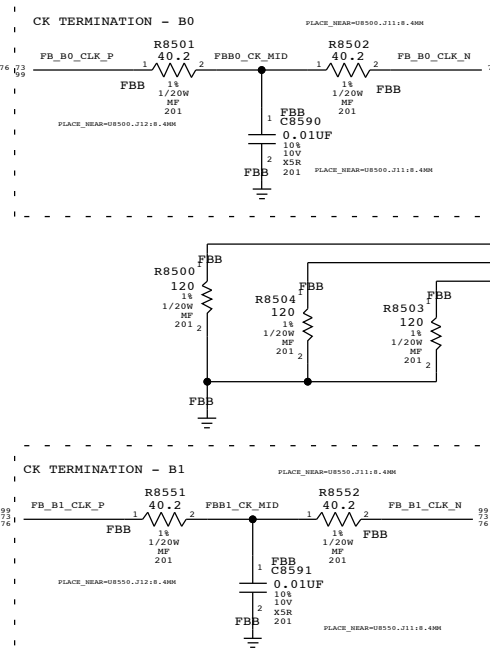 CK TERMINATION - B0
PLACE_NEAR=U8500.J11:8.4MM
R8501
40.2
R8502
40.2
76 73
99
FB_B0_CLK_P
1
2
FBB0_CK_MID
1
2
FB_B0_CLK_N
7
FBB
1%
1/20W
MF
201
1%
1/20W
MF
201
FBB
PLACE_NEAR=U8500.J12:8.4MM
FBB
1
C8590
0.01UF
10%
10V
X5R
201
2
FBB
PLACE_NEAR=U8500.J11:8.4MM
FBB
1
R8500
120
1%
1/20W
MF
201
2
FBB
1
R8504
120
1%
1/20W
MF
201
2
FBB
1
R8503
120
1%
1/20W
MF
201
2
FBB
CK TERMINATION - B1
PLACE_NEAR=U8550.J11:8.4MM
R8551
40.2
R8552
40.2
99
73
76
FB_B1_CLK_P
1
2
FBB1_CK_MID
1
2
FB_B1_CLK_N
99
73
76
FBB
1%
1/20W
MF
201
1%
1/20W
MF
201
FBB
PLACE_NEAR=U8550.J12:8.4MM
FBB
1
C8591
0.01UF
10%
10V
X5R
201
2
FBB
PLACE_NEAR=U8550.J11:8.4MM